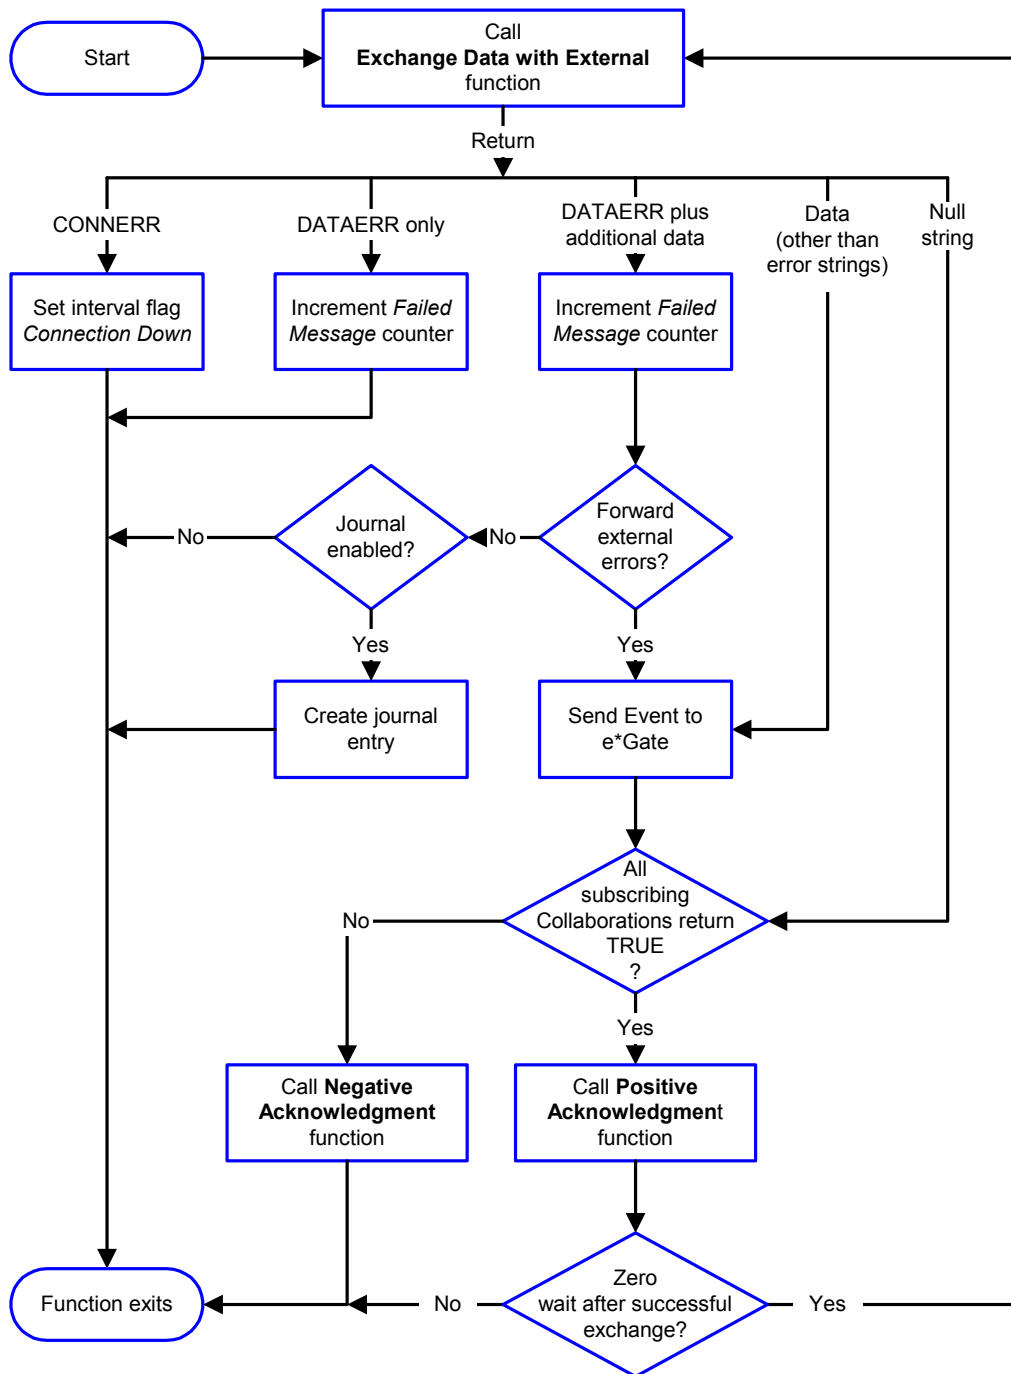 Start
Call
Exchange Data with External
function
Return
CONNERR
DATAERR only
DATAERR plus
additional data
Data
(other than
error strings)
Null
string
Set interval flag
Connection Down
Increment Failed
Message counter
Increment Failed
Message counter
Journal
enabled?
Forward
external
errors?
No
No
Yes
Yes
Create journal
entry
Send Event to
e*Gate
All
subscribing
Collaborations return
TRUE
?
No
Yes
Call Negative
Acknowledgment
function
Call Positive
Acknowledgment
function
Function exits
No
Zero
wait after successful
exchange?
Yes